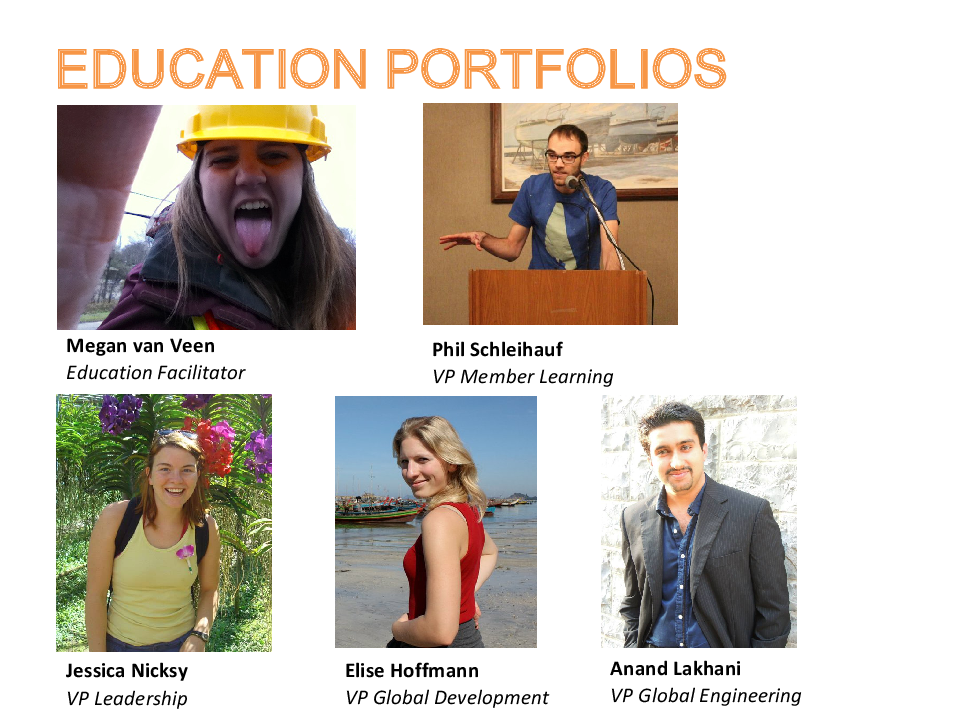 EDUCATION PORTFOLIOS
Megan van Veen
Education Facilitator
Phil Schleihauf
VP Member Learning
Jessica Nicksy
VP Leadership
Elise Hoffmann
VP Global Development
Anand Lakhani
VP Global Engineering